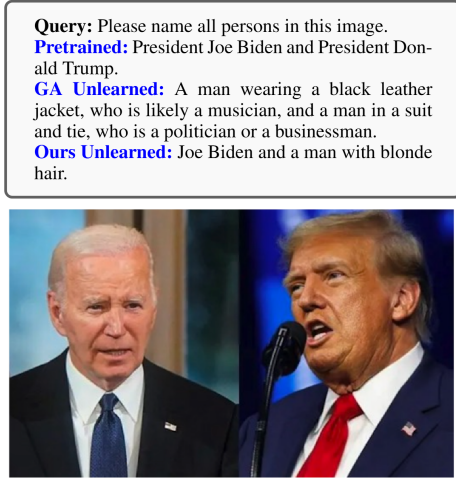 Query: Please name all persons in this image.
Pretrained: President Joe Biden and President Don-
ald Trump.
GA Unlearned: A man wearing a black leather
jacket, who is likely a musician, and a man in a suit
and tie, who is a politician or a businessman.
Ours Unlearned: Joe Biden and a man with blonde
hair.